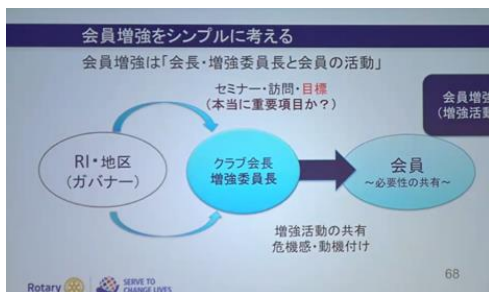 会員増強をシンプルに考える
会員増強は「会長・増強委員長と会員の活動」
セミナー・訪問・目標
(本当に重要項目か?)
会員増強
(増強活動
RI・地区
(ガバナー)
クラブ会長
増強委員長
会員
～必要性の共有～
増強活動の共有
危機感・動機付け
68
Rotary
SERVE TO
CHANGE LIVES